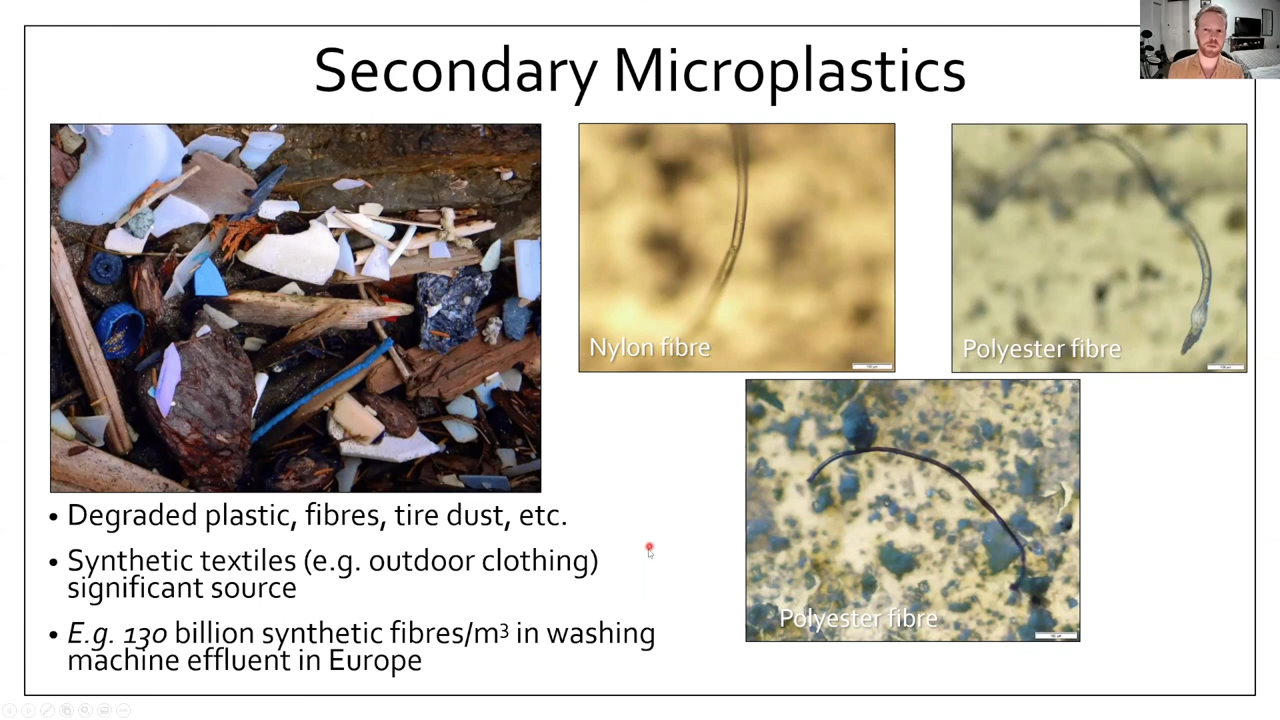 Secondary Microplastics
Nylon fibre
Polyester fibre
Polyester fibre
• Degraded plastic, fibres, tire dust, etc.
• Synthetic textiles (e.g. outdoor clothing)
significant source
• E.g. 130 billion synthetic fibres/m³ in washing
machine effluent in Europe